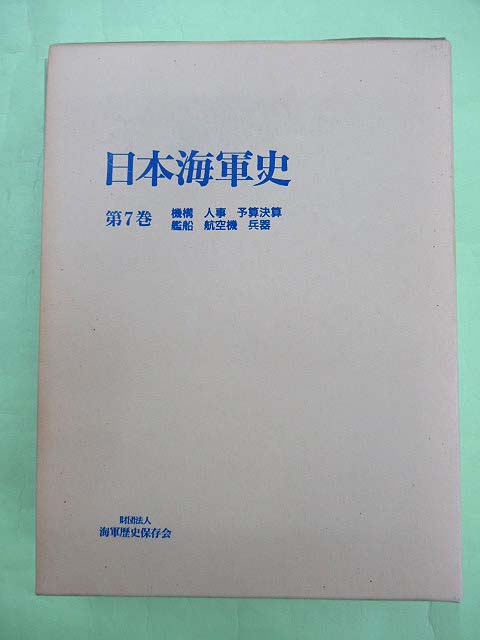 日本海軍史
第7巻 機構 人事 予算決算
艦船 航空機 兵器
財団法人
海軍歴史保存会